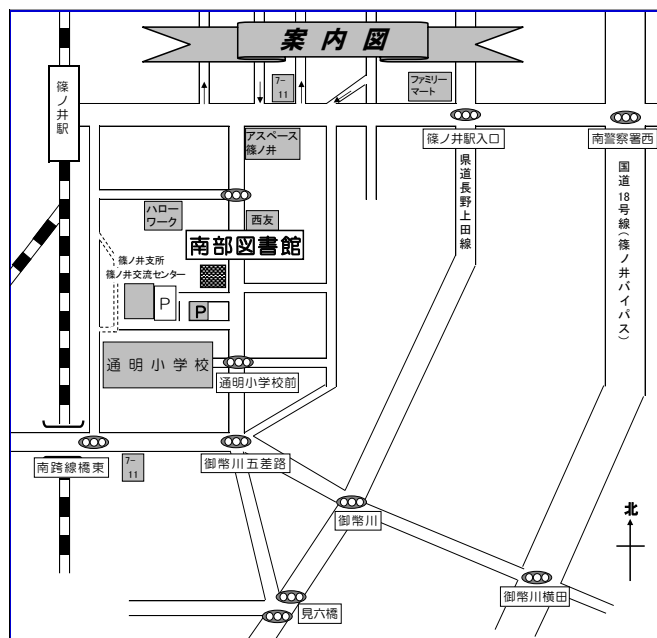 案内図
7-
11
ファミリー
マート
篠ノ井駅
アスペース
篠ノ井
篠ノ井駅入口
南警察署西
県道長野上田線
国道18号線(篠ノ井バイパス)
ハロー
ワーク
西友
南部図書館
篠ノ井支所
篠ノ井交流センター
P
P
通明小学校
通明小学校前
南跨線橋東
7-
11
御幣川五差路
御幣川
北
御幣川横田
見六橋